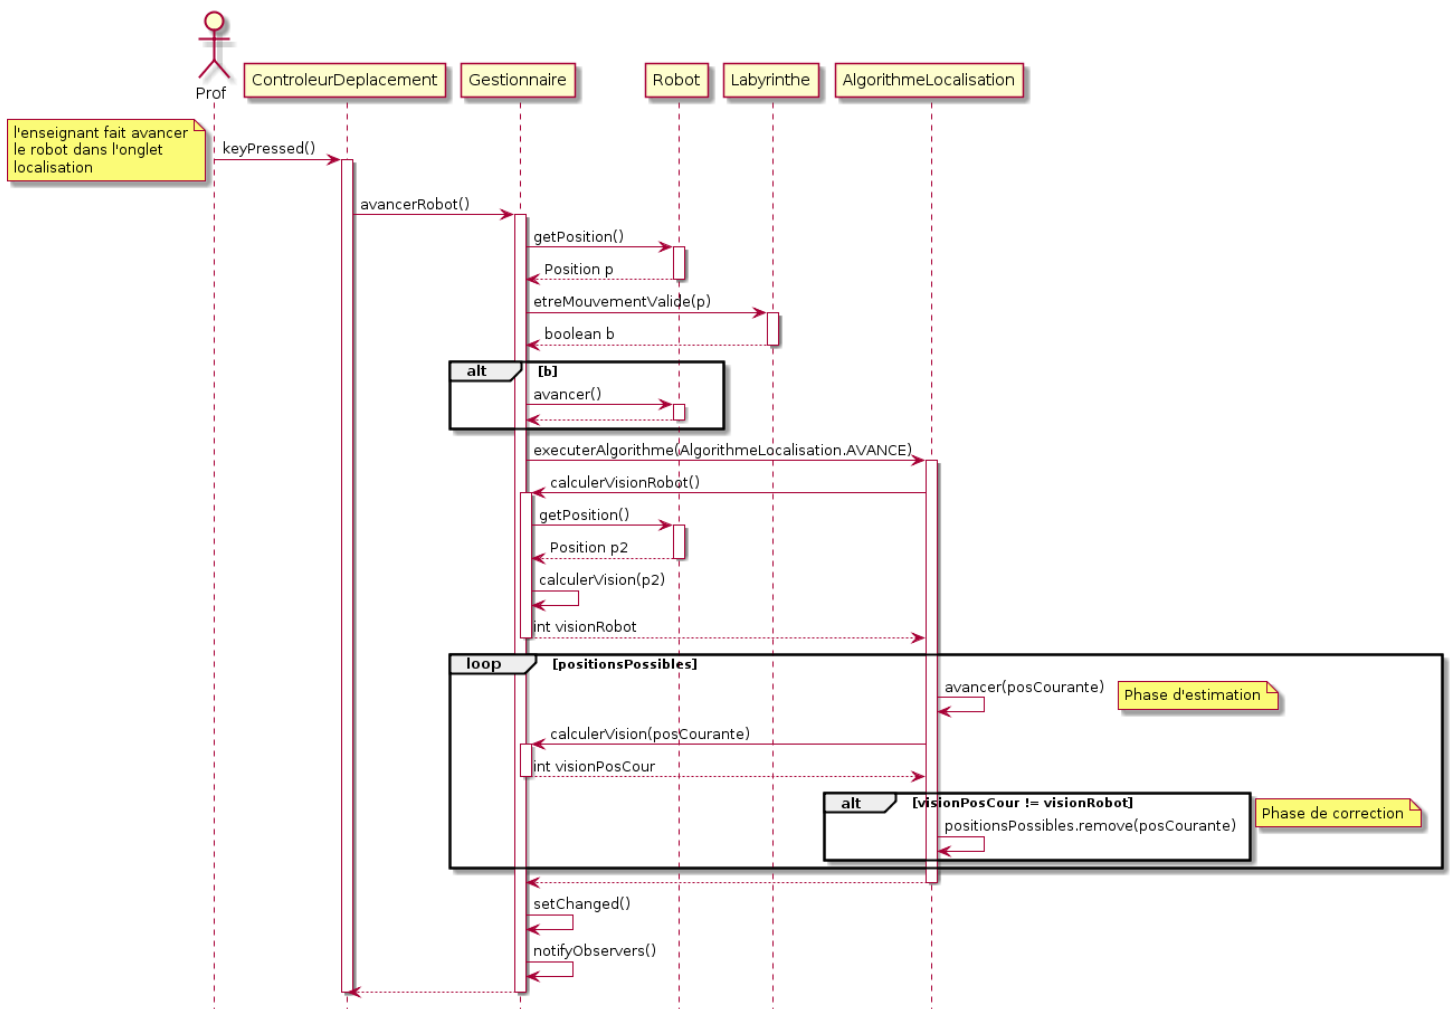 Prof
ControleurDeplacement
Gestionnaire
Robot
Labyrinthe
AlgorithmeLocalisation
l'enseignant fait avancer
le robot dans l'onglet
localisation
keyPressed()
avancerRobot()
getPosition()
Position p
etreMouvementValide(p)
boolean b
alt
[b]
avancer()
executerAlgorithme(AlgorithmeLocalisation.AVANCE)
calculerVisionRobot()
getPosition()
Position p2
calculerVision(p2)
int visionRobot
loop
[positionsPossibles]
avancer(posCourante)
Phase d'estimation
calculerVision(posCourante)
int visionPosCour
alt
[visionPosCour != visionRobot]
Phase de correction
positionsPossibles.remove(posCourante)
setChanged()
notifyObservers()